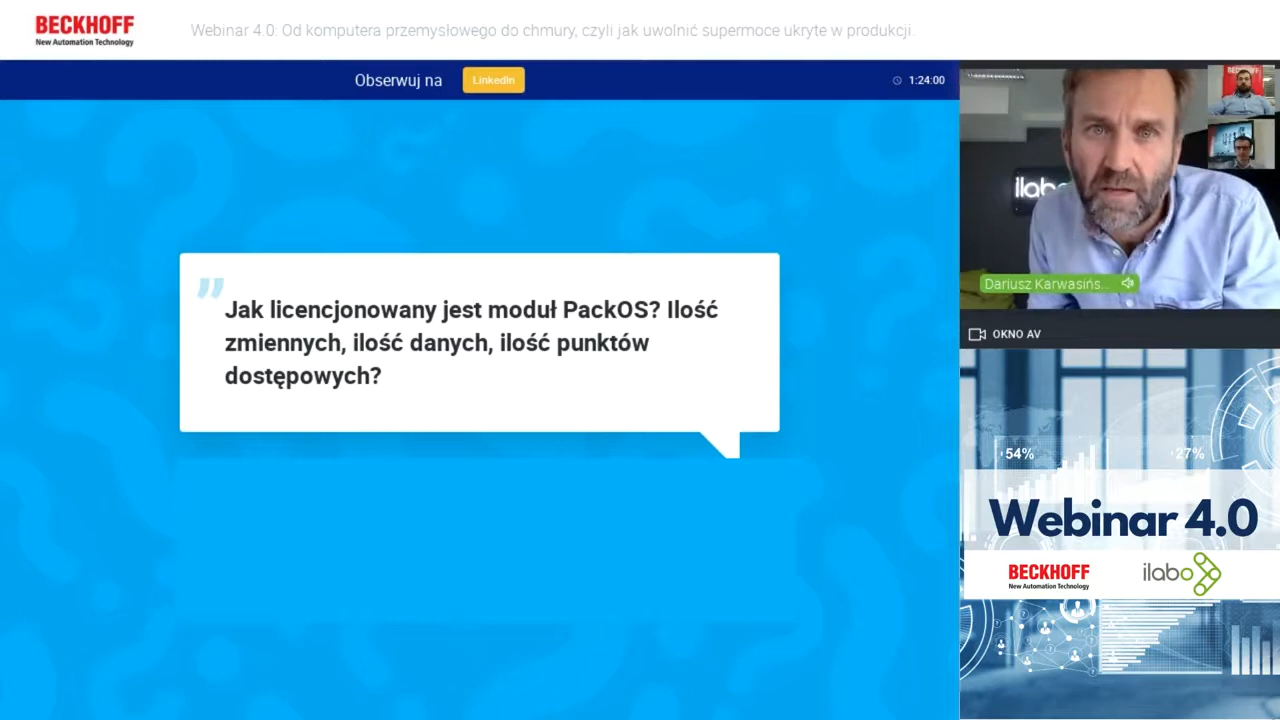 BECKHOFF
New Automation Technology
Webinar 4.0: Od komputera przemysłowego do chmury, czyli jak uwolnić supermoce ukryte w produkcji.
Obserwuj na
LinkedIn
1:24:00
Jak licencjonowany jest moduł PackOS? Ilość
zmiennych, ilość danych, ilość punktów
dostępowych?
ilabo
Dariusz Karwasińs...
OKNO AV
54%
27%
Webinar 4.0
BECKHOFF
New Automation Technology
ilabo